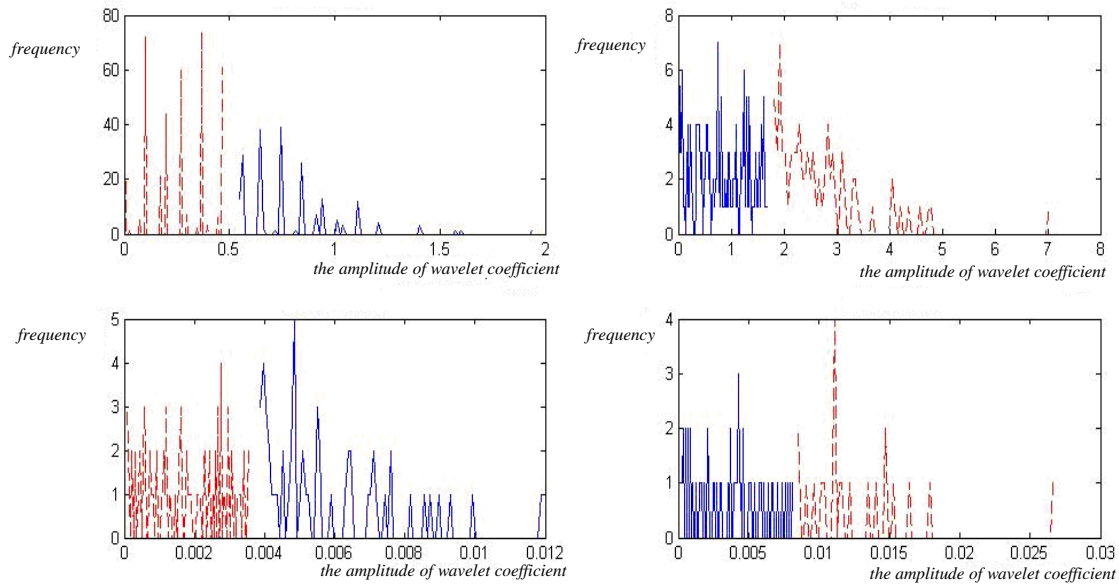 frequency
80
60
40
20
0
0 0.5 1 1.5 2
the amplitude of wavelet coefficient
frequency
8
6
4
2
0
0 1 2 3 4 5 6 7 8
the amplitude of wavelet coefficient
frequency
5
4
3
2
1
0
0 0.002 0.004 0.006 0.008 0.01 0.012
the amplitude of wavelet coefficient
frequency
4
3
2
1
0
0 0.005 0.010 0.015 0.02 0.025 0.03
the amplitude of wavelet coefficient